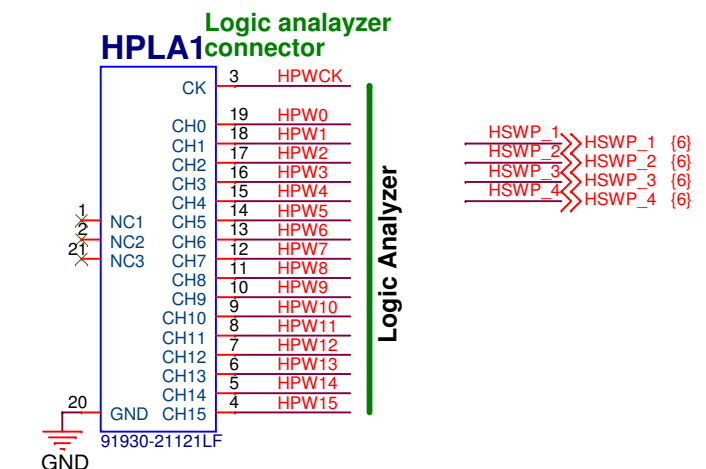 Logic analayzer
HPLA1 connector
CK 3 HPWCK
CH0 19 HPW0
CH1 18 HPW1
CH2 17 HPW2
CH3 16 HPW3
CH4 15 HPW4
1 NC1 CH5 14 HPW5
2 NC2 CH6 13 HPW6
21 NC3 CH7 12 HPW7
CH8 11 HPW8
CH9 10 HPW9
CH10 9 HPW10
CH11 8 HPW11
CH12 7 HPW12
CH13 6 HPW13
CH14 5 HPW14
20 GND CH15 4 HPW15
91930-21121LF
GND
Logic Analyzer
HSWP_1 HSWP_1 {6}
HSWP_2 HSWP_2 {6}
HSWP_3 HSWP_3 {6}
HSWP_4 HSWP_4 {6}